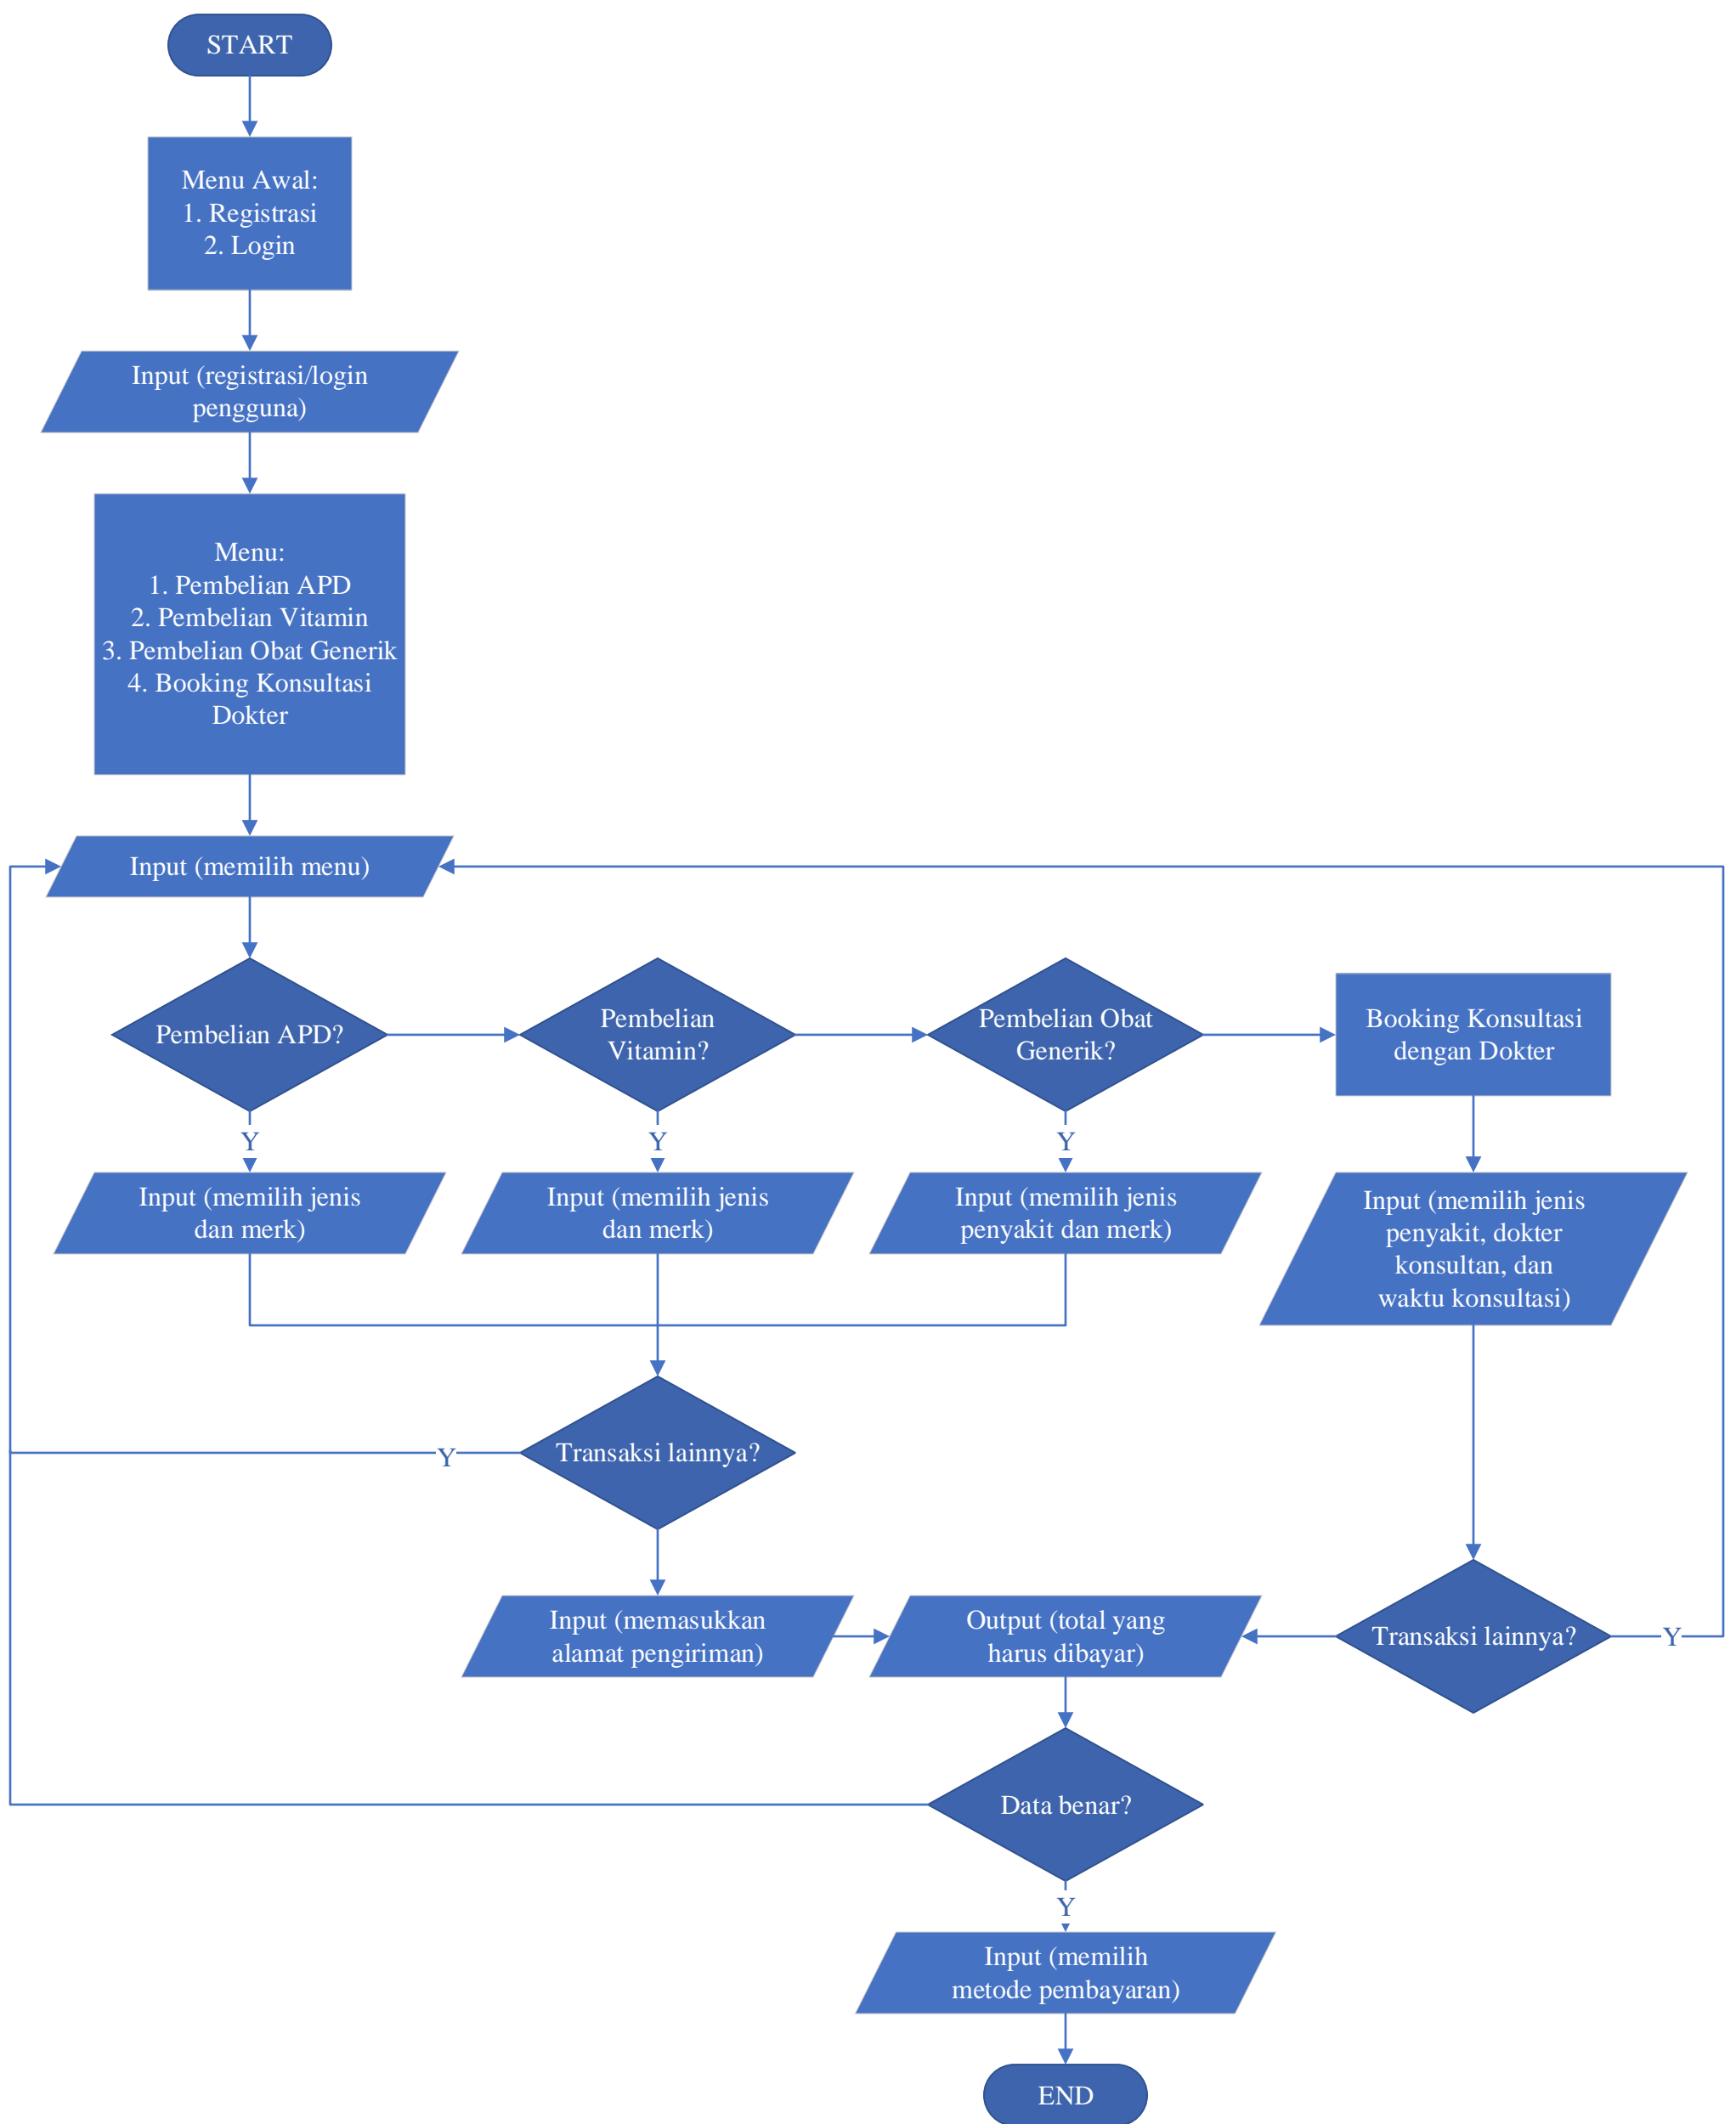 START
Menu Awal:
1. Registrasi
2. Login
Input (registrasi/login
pengguna)
Menu:
1. Pembelian APD
2. Pembelian Vitamin
3. Pembelian Obat Generik
4. Booking Konsultasi
Dokter
Input (memilih menu)
Pembelian APD?
Pembelian
Vitamin?
Pembelian Obat
Generik?
Booking Konsultasi
dengan Dokter
Y
Y
Y
Input (memilih jenis
dan merk)
Input (memilih jenis
dan merk)
Input (memilih jenis
penyakit dan merk)
Input (memilih jenis
penyakit, dokter
konsultan, dan
waktu konsultasi)
Transaksi lainnya?
Y
Input (memasukkan
alamat pengiriman)
Output (total yang
harus dibayar)
Transaksi lainnya?
Y
Data benar?
Y
Input (memilih
metode pembayaran)
END